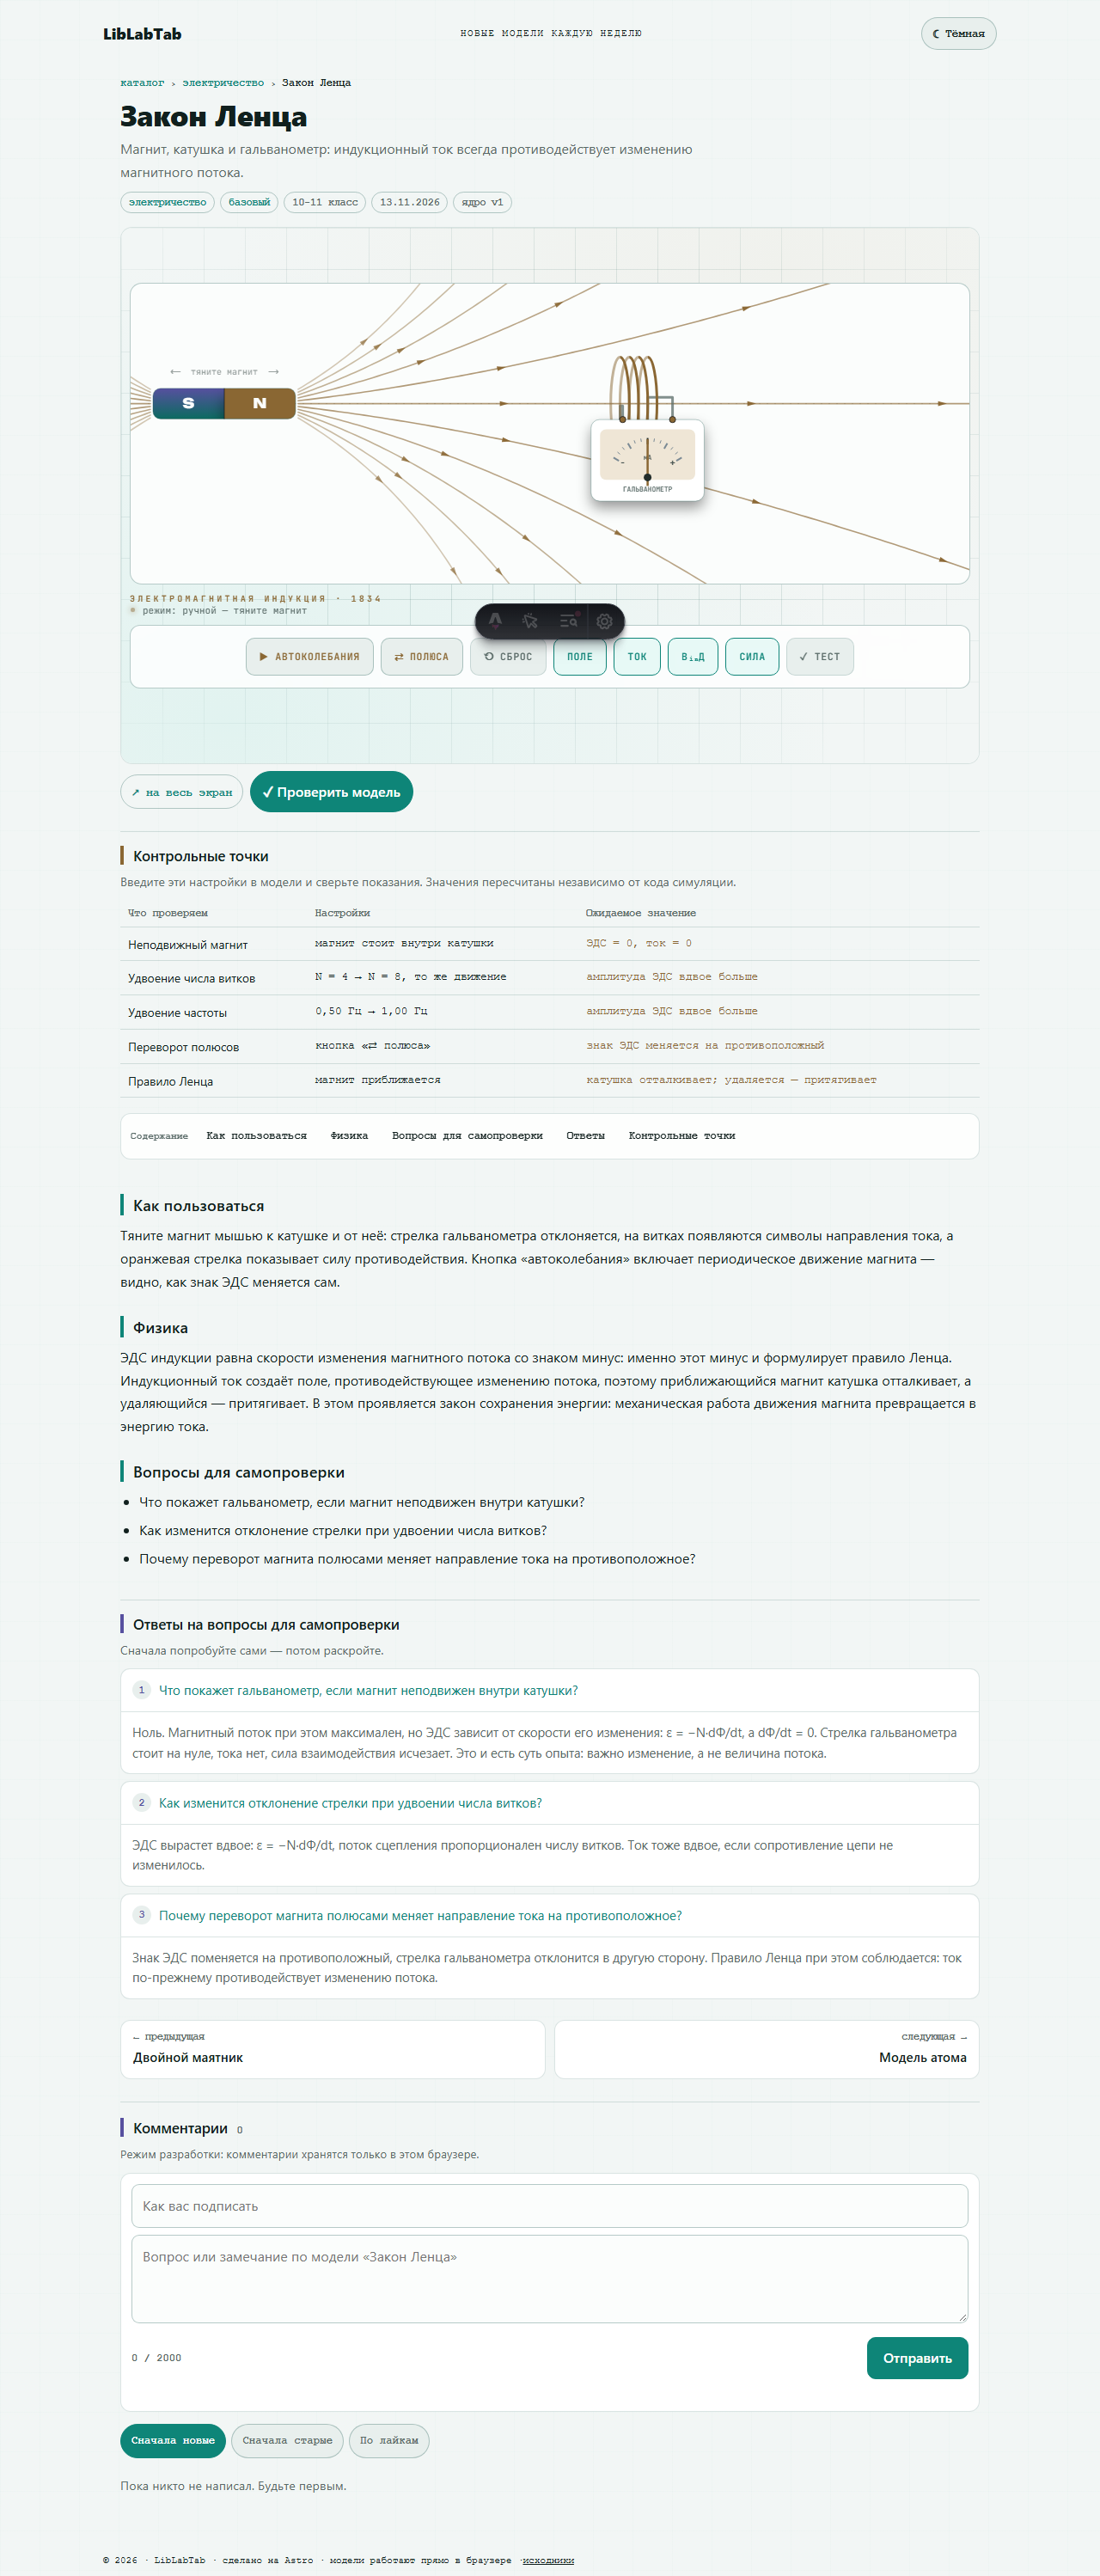 LibLabTab
НОВЫЕ МОДЕЛИ КАЖДУЮ НЕДЕЛЮ
☾ Тёмная
каталог › электричество › Закон Ленца
Закон Ленца
Магнит, катушка и гальванометр: индукционный ток всегда противодействует изменению
магнитного потока.
электричество
базовый
10–11 класс
13.11.2026
ядро v1
← тяните магнит →
S N
мА
- +
ГАЛЬВАНОМЕТР
ЭЛЕКТРОМАГНИТНАЯ ИНДУКЦИЯ · 1834
режим: ручной — тяните магнит
▶ АВТОКОЛЕБАНИЯ
⇄ ПОЛЮСА
⟲ СБРОС
ПОЛЕ
ТОК
Bᵢₙд
СИЛА
✓ ТЕСТ
↗ на весь экран
✓ Проверить модель
Контрольные точки
Введите эти настройки в модели и сверьте показания. Значения пересчитаны независимо от кода симуляции.
Что проверяем Настройки Ожидаемое значение
Неподвижный магнит магнит стоит внутри катушки ЭДС = 0, ток = 0
Удвоение числа витков N = 4 → N = 8, то же движение амплитуда ЭДС вдвое больше
Удвоение частоты 0,50 Гц → 1,00 Гц амплитуда ЭДС вдвое больше
Переворот полюсов кнопка «⇄ полюса» знак ЭДС меняется на противоположный
Правило Ленца магнит приближается катушка отталкивает; удаляется — притягивает
Содержание Как пользоваться Физика Вопросы для самопроверки Ответы Контрольные точки
Как пользоваться
Тяните магнит мышью к катушке и от неё: стрелка гальванометра отклоняется, на витках появляются символы направления тока, а
оранжевая стрелка показывает силу противодействия. Кнопка «автоколебания» включает периодическое движение магнита —
видно, как знак ЭДС меняется сам.
Физика
ЭДС индукции равна скорости изменения магнитного потока со знаком минус: именно этот минус и формулирует правило Ленца.
Индукционный ток создаёт поле, противодействующее изменению потока, поэтому приближающийся магнит катушка отталкивает, а
удаляющийся — притягивает. В этом проявляется закон сохранения энергии: механическая работа движения магнита превращается в
энергию тока.
Вопросы для самопроверки
• Что покажет гальванометр, если магнит неподвижен внутри катушки?
• Как изменится отклонение стрелки при удвоении числа витков?
• Почему переворот магнита полюсами меняет направление тока на противоположное?
Ответы на вопросы для самопроверки
Сначала попробуйте сами — потом раскройте.
1 Что покажет гальванометр, если магнит неподвижен внутри катушки?
Ноль. Магнитный поток при этом максимален, но ЭДС зависит от скорости его изменения: ε = −N·dΦ/dt, а dΦ/dt = 0. Стрелка гальванометра
стоит на нуле, тока нет, сила взаимодействия исчезает. Это и есть суть опыта: важно изменение, а не величина потока.
2 Как изменится отклонение стрелки при удвоении числа витков?
ЭДС вырастет вдвое: ε = −N·dΦ/dt, поток сцепления пропорционален числу витков. Ток тоже вдвое, если сопротивление цепи не
изменилось.
3 Почему переворот магнита полюсами меняет направление тока на противоположное?
Знак ЭДС поменяется на противоположный, стрелка гальванометра отклонится в другую сторону. Правило Ленца при этом соблюдается: ток
по-прежнему противодействует изменению потока.
← предыдущая
Двойной маятник
следующая →
Модель атома
Комментарии 0
Режим разработки: комментарии хранятся только в этом браузере.
Как вас подписать
Вопрос или замечание по модели «Закон Ленца»
0 / 2000
Отправить
Сначала новые
Сначала старые
По лайкам
Пока никто не написал. Будьте первым.
© 2026 · LibLabTab · сделано на Astro · модели работают прямо в браузере ·исходники